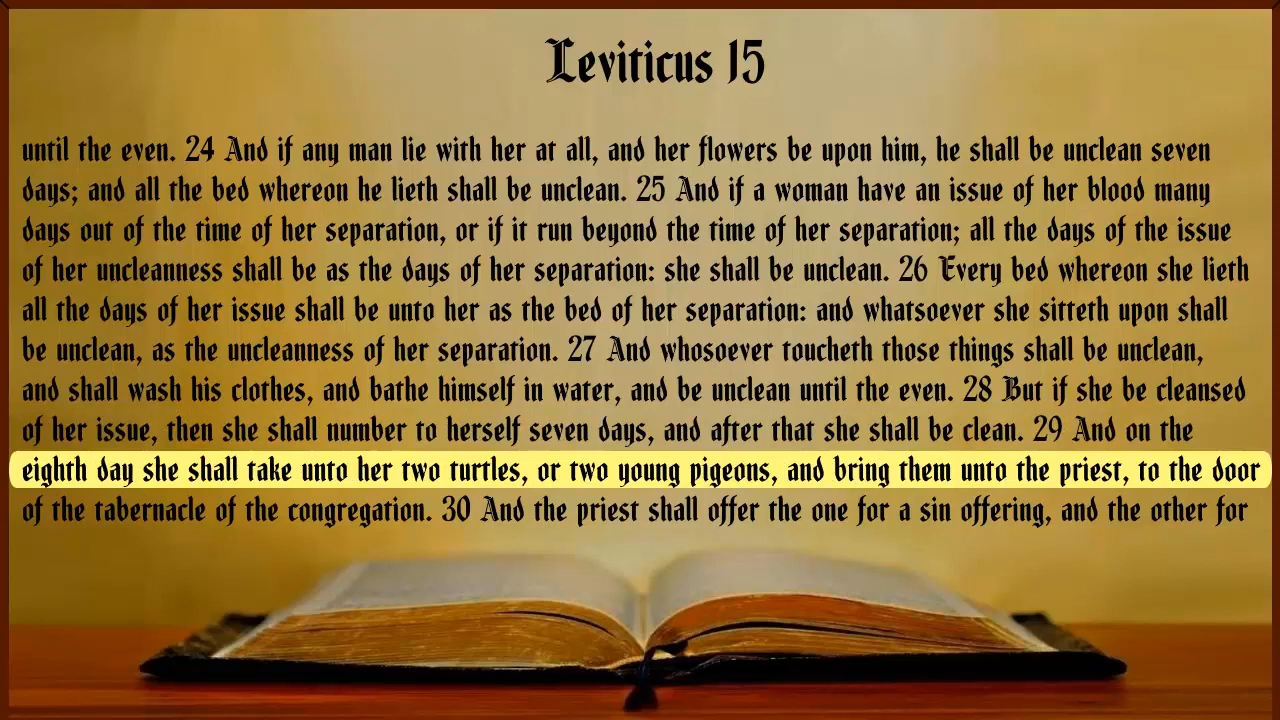 Leviticus 15
until the even. 24 And if any man lie with her at all, and her flowers be upon him, he shall be unclean seven
days; and all the bed whereon he lieth shall be unclean. 25 And if a woman have an issue of her blood many
days out of the time of her separation, or if it run beyond the time of her separation; all the days of the issue
of her uncleanness shall be as the days of her separation: she shall be unclean. 26 Every bed whereon she lieth
all the days of her issue shall be unto her as the bed of her separation: and whatsoever she sitteth upon shall
be unclean, as the uncleanness of her separation. 27 And whosoever toucheth those things shall be unclean,
and shall wash his clothes, and bathe himself in water, and be unclean until the even. 28 But if she be cleansed
of her issue, then she shall number to herself seven days, and after that she shall be clean. 29 And on the
eighth day she shall take unto her two turtles, or two young pigeons, and bring them unto the priest, to the door
of the tabernacle of the congregation. 30 And the priest shall offer the one for a sin offering, and the other for